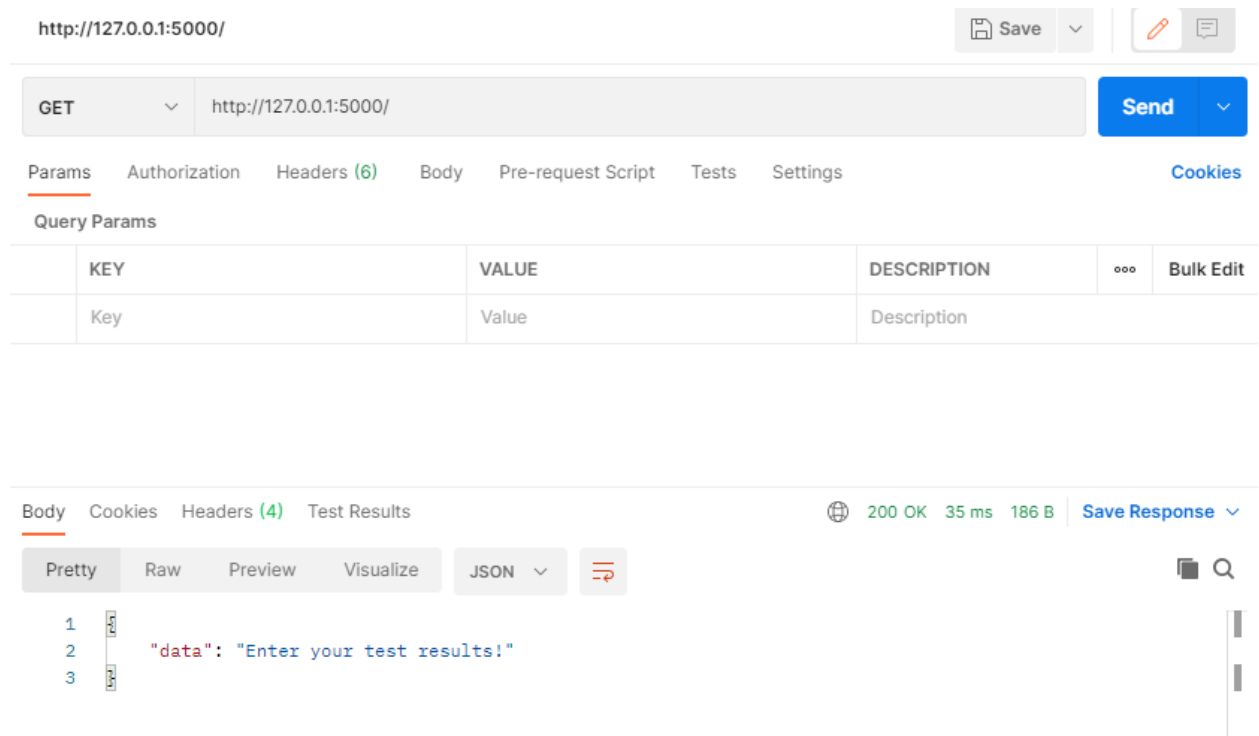 http://127.0.0.1:5000/ Save
GET http://127.0.0.1:5000/ Send
Params Authorization Headers (6) Body Pre-request Script Tests Settings Cookies
Query Params
KEY VALUE DESCRIPTION ooo Bulk Edit
Key Value Description
Body Cookies Headers (4) Test Results 200 OK 35 ms 186 B Save Response
Pretty Raw Preview Visualize JSON
1 {
2 "data": "Enter your test results!"
3 }